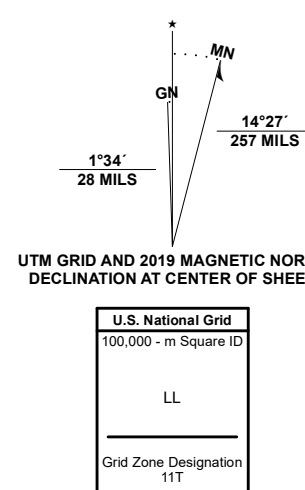 ★
MN
GN
14°27´
257 MILS
1°34´
28 MILS
UTM GRID AND 2019 MAGNETIC NOR
DECLINATION AT CENTER OF SHEE
U.S. National Grid
100,000 - m Square ID
LL
Grid Zone Designation
11T